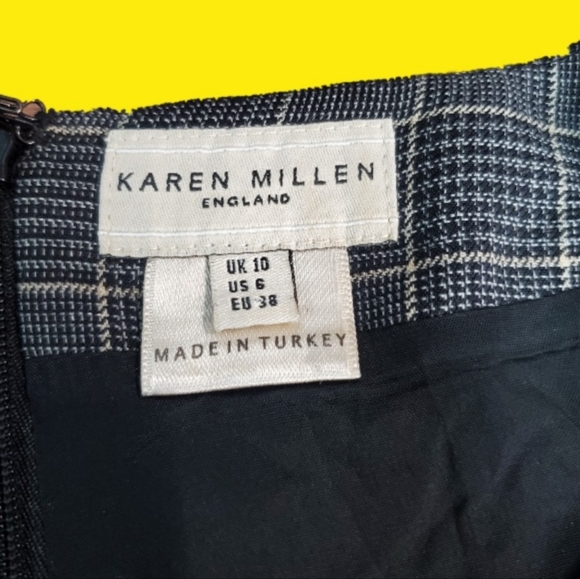 KAREN MILLEN
ENGLAND
UK 10
US 6
EU 38
MADE IN TURKEY